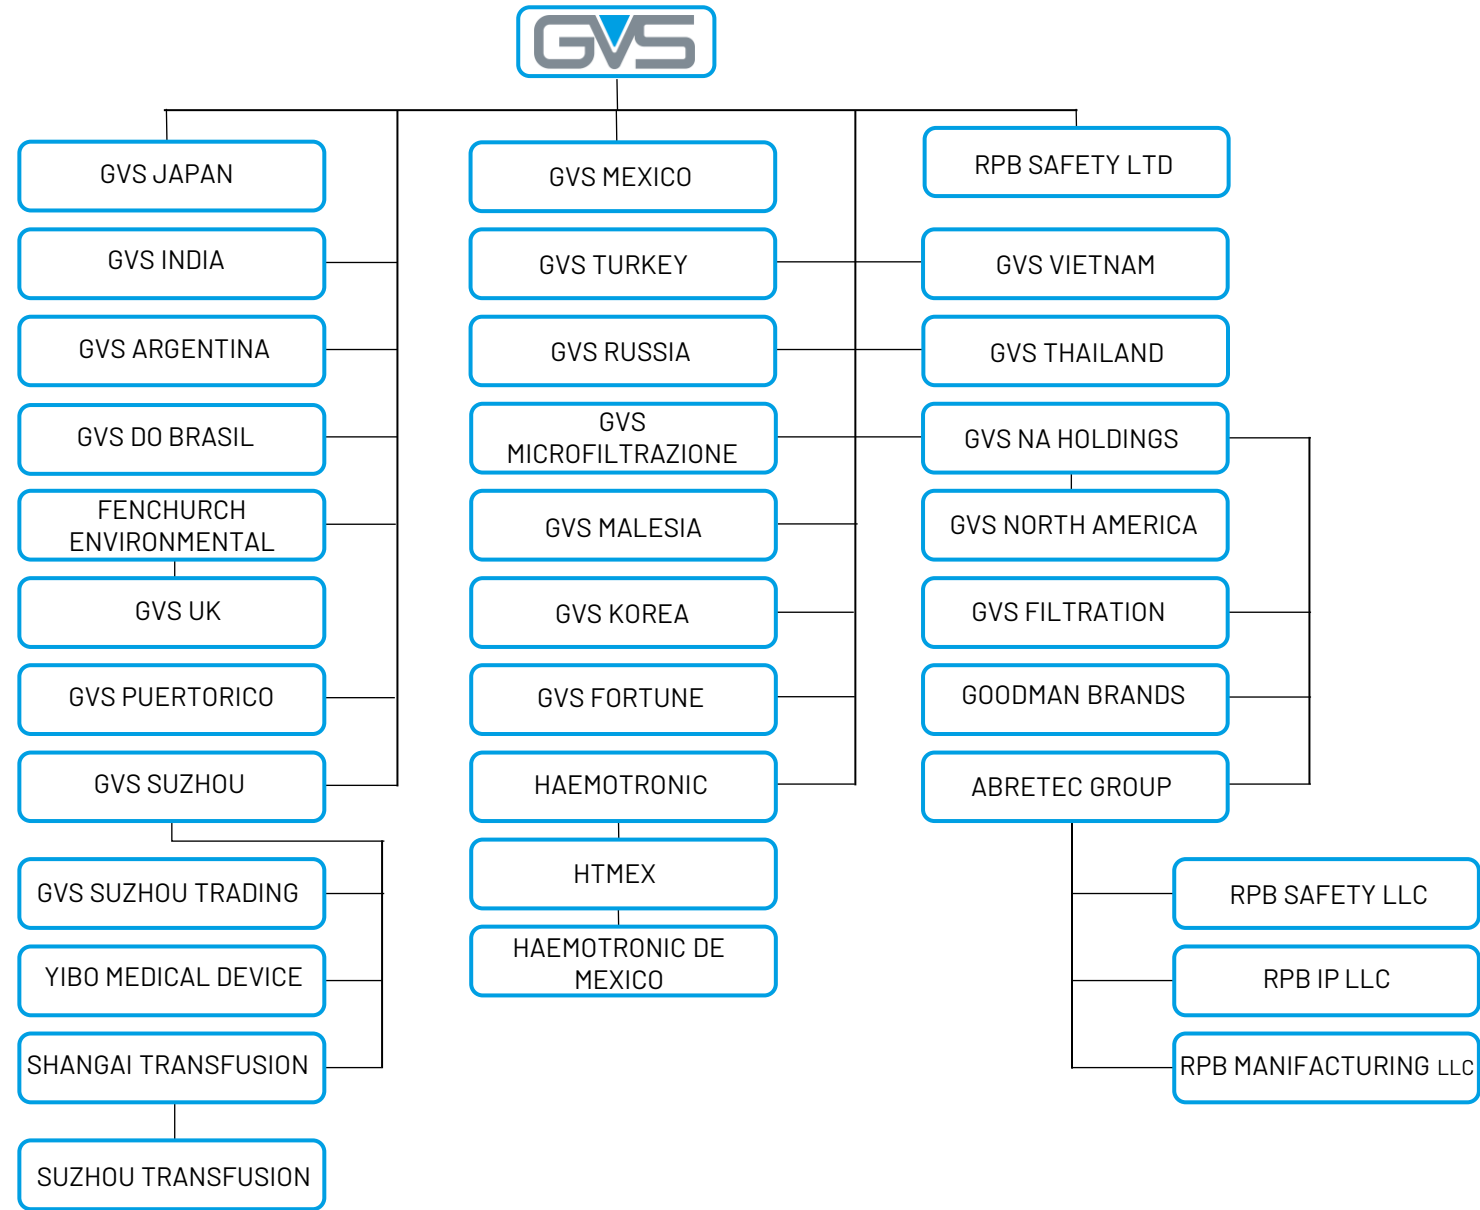 GVS
GVS JAPAN
GVS INDIA
GVS ARGENTINA
GVS DO BRASIL
FENCHURCH
ENVIRONMENTAL
GVS UK
GVS PUERTORICO
GVS SUZHOU
GVS SUZHOU TRADING
YIBO MEDICAL DEVICE
SHANGAI TRANSFUSION
SUZHOU TRANSFUSION
GVS MEXICO
GVS TURKEY
GVS RUSSIA
GVS
MICROFILTRAZIONE
GVS MALESIA
GVS KOREA
GVS FORTUNE
HAEMOTRONIC
HTMEX
HAEMOTRONIC DE
MEXICO
RPB SAFETY LTD
GVS VIETNAM
GVS THAILAND
GVS NA HOLDINGS
GVS NORTH AMERICA
GVS FILTRATION
GOODMAN BRANDS
ABRETEC GROUP
RPB SAFETY LLC
RPB IP LLC
RPB MANIFACTURING LLC